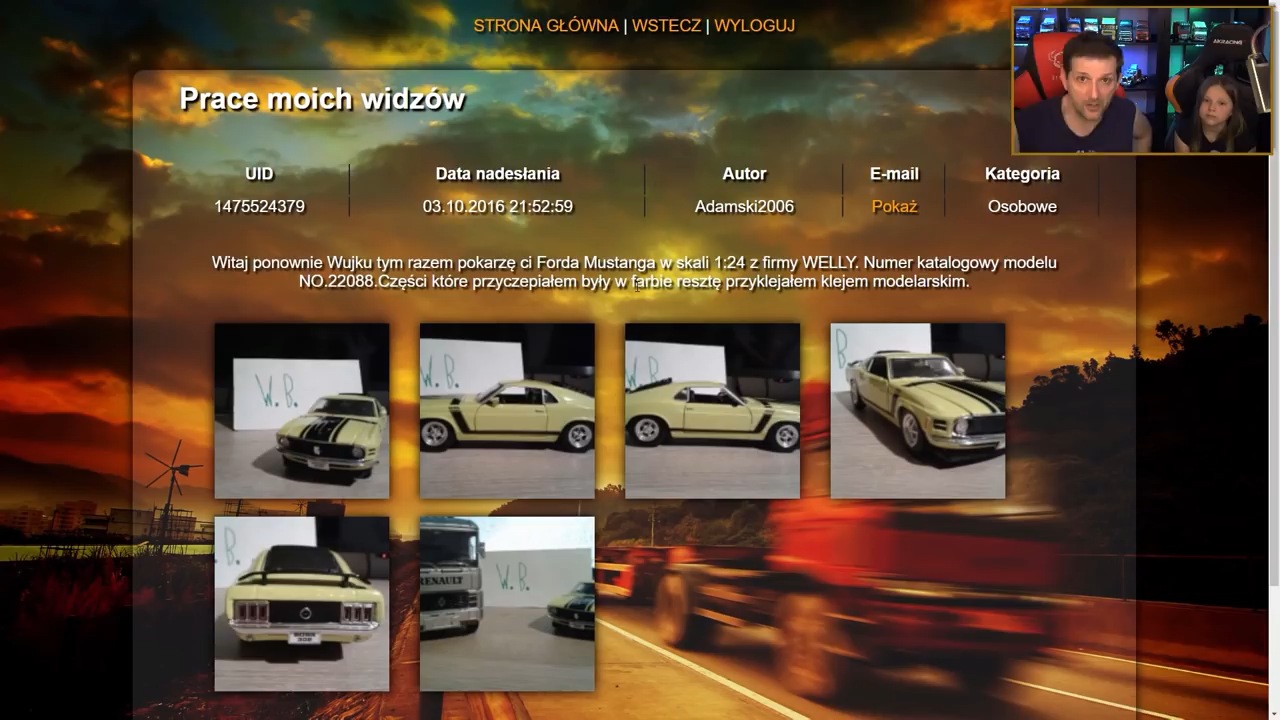 STRONA GŁÓWNA | WSTECZ | WYLOGUJ
AKRACING
Prace moich widzów
UID Data nadesłania Autor E-mail Kategoria
1475524379 03.10.2016 21:52:59 Adamski2006 Pokaż Osobowe
Witaj ponownie Wujku tym razem pokarzę ci Forda Mustanga w skali 1:24 z firmy WELLY. Numer katalogowy modelu
NO.22088.Części które przyczepiałem były w farbie resztę przyklejałem klejem modelarskim.
W.B.
W.B.
W.B.
B.
B.
RENAULT
W.B.